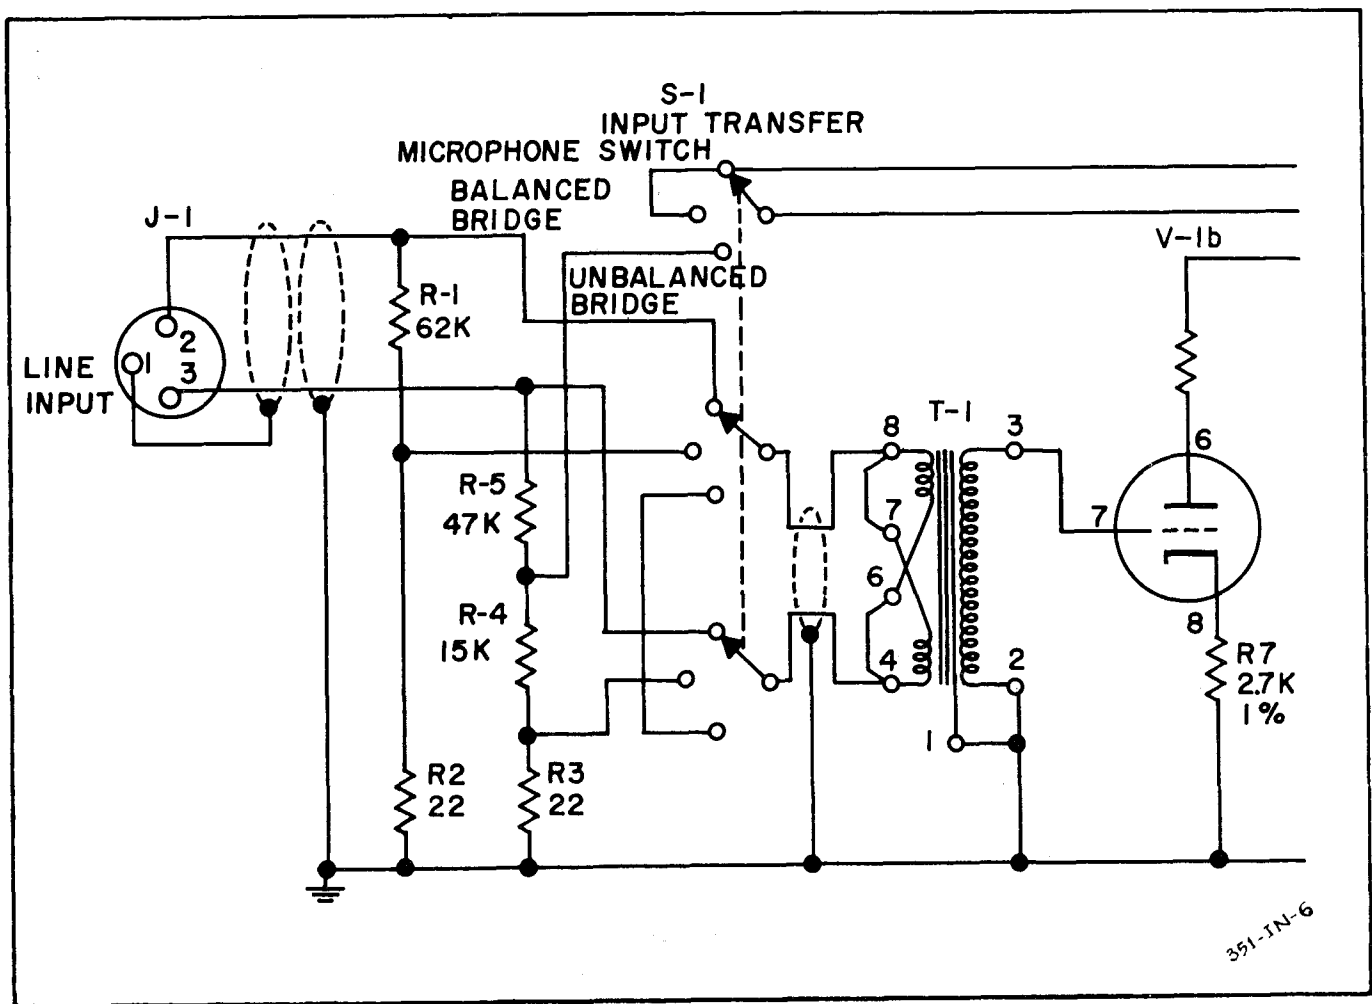 S-1
INPUT TRANSFER
MICROPHONE SWITCH
BALANCED
BRIDGE
J-1
V-1b
UNBALANCED
BRIDGE
R-1
62K
2
1
3
LINE
INPUT
T-1
8
3
6
R-5
47K
7
7
6
R-4
15K
8
4
2
R7
2.7K
1%
1
R2
22
R3
22
351-IN-6